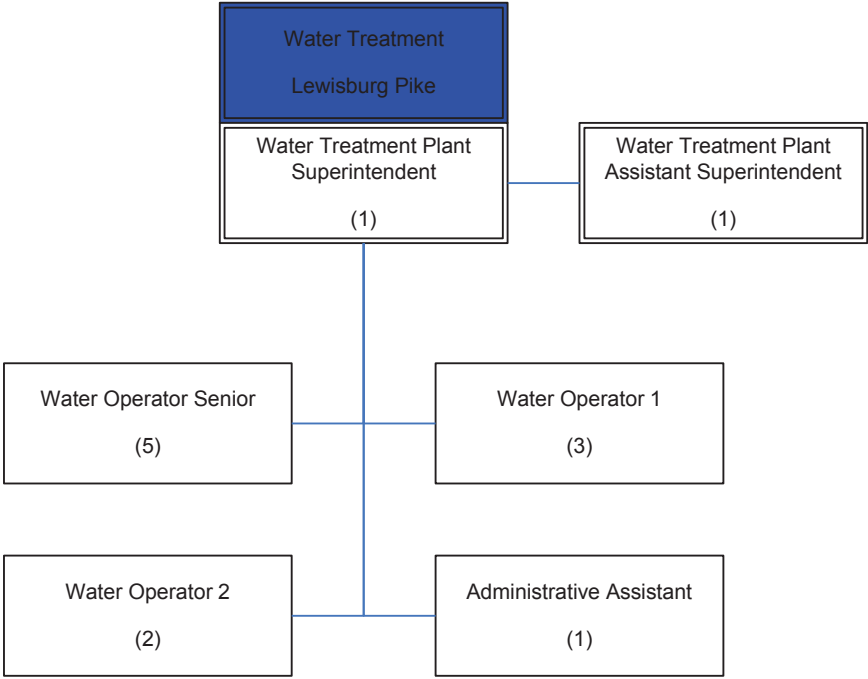 Water Treatment
Lewisburg Pike
Water Treatment Plant
Superintendent
(1)
Water Treatment Plant
Assistant Superintendent
(1)
Water Operator Senior
(5)
Water Operator 1
(3)
Water Operator 2
(2)
Administrative Assistant
(1)